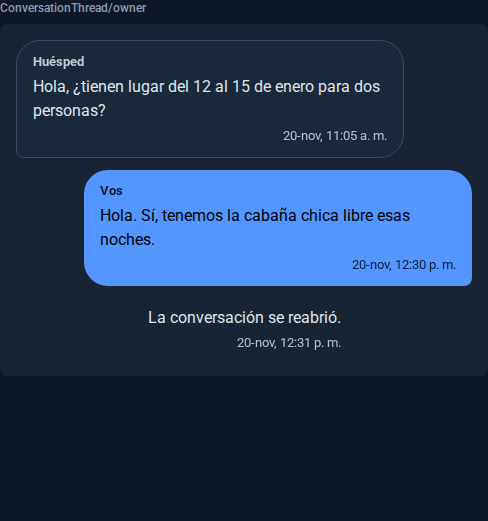 ConversationThread/owner
Huésped
Hola, ¿tienen lugar del 12 al 15 de enero para dos
personas?
20-nov, 11:05 a. m.
Vos
Hola. Sí, tenemos la cabaña chica libre esas
noches.
20-nov, 12:30 p. m.
La conversación se reabrió.
20-nov, 12:31 p. m.